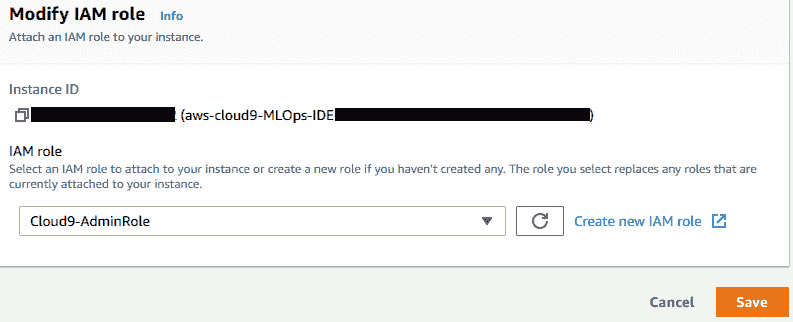 Modify IAM role Info
Attach an IAM role to your instance.
Instance ID
(aws-cloud9-MLOps-IDE )
IAM role
Select an IAM role to attach to your instance or create a new role if you haven't created any. The role you select replaces any roles that are
currently attached to your instance.
Cloud9-AdminRole Create new IAM role
Cancel Save